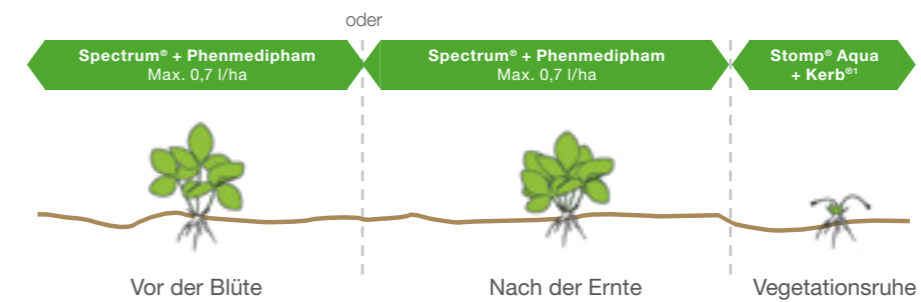 oder
Spectrum® + Phenmedipham
Max. 0,7 l/ha
Spectrum® + Phenmedipham
Max. 0,7 l/ha
Stomp® Aqua
+ Kerb®¹
Vor der Blüte
Nach der Ernte
Vegetationsruhe